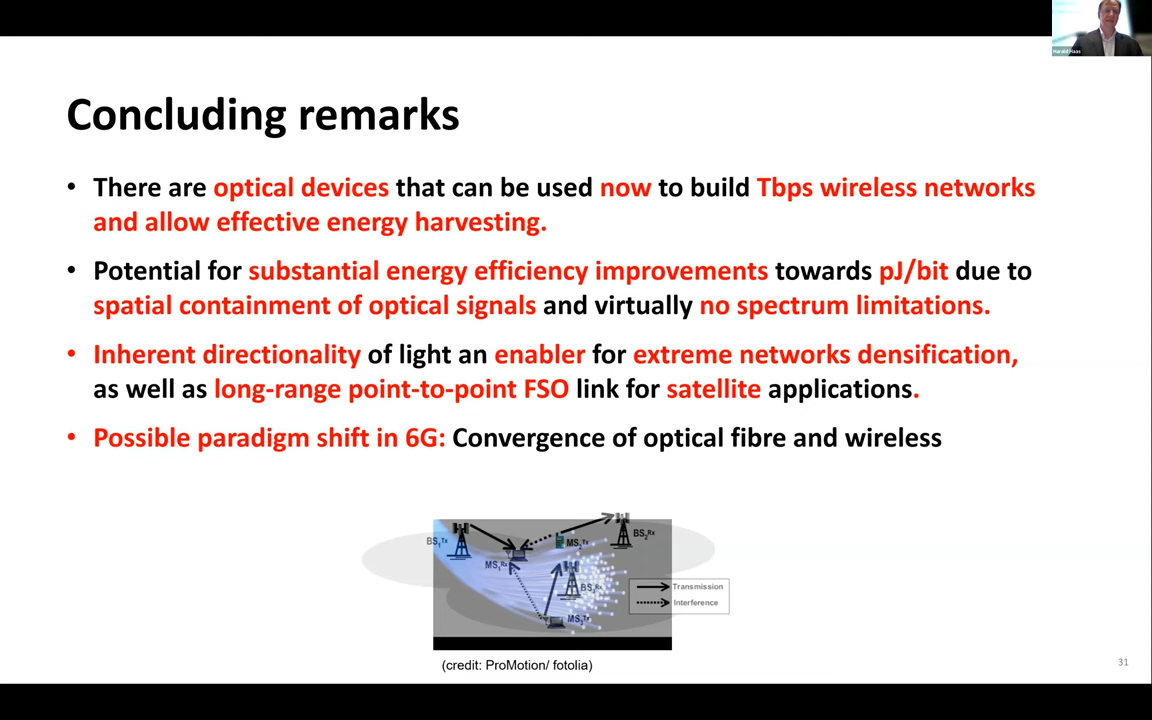 Harald Haas
Concluding remarks
• There are optical devices that can be used now to build Tbps wireless networks
and allow effective energy harvesting.
• Potential for substantial energy efficiency improvements towards pJ/bit due to
spatial containment of optical signals and virtually no spectrum limitations.
• Inherent directionality of light an enabler for extreme networks densification,
as well as long-range point-to-point FSO link for satellite applications.
• Possible paradigm shift in 6G: Convergence of optical fibre and wireless
BS1Tx
MS2Tx
BS2Rx
MS1Rx
MS3Tx
Transmission
Interference
(credit: ProMotion/ fotolia)
31